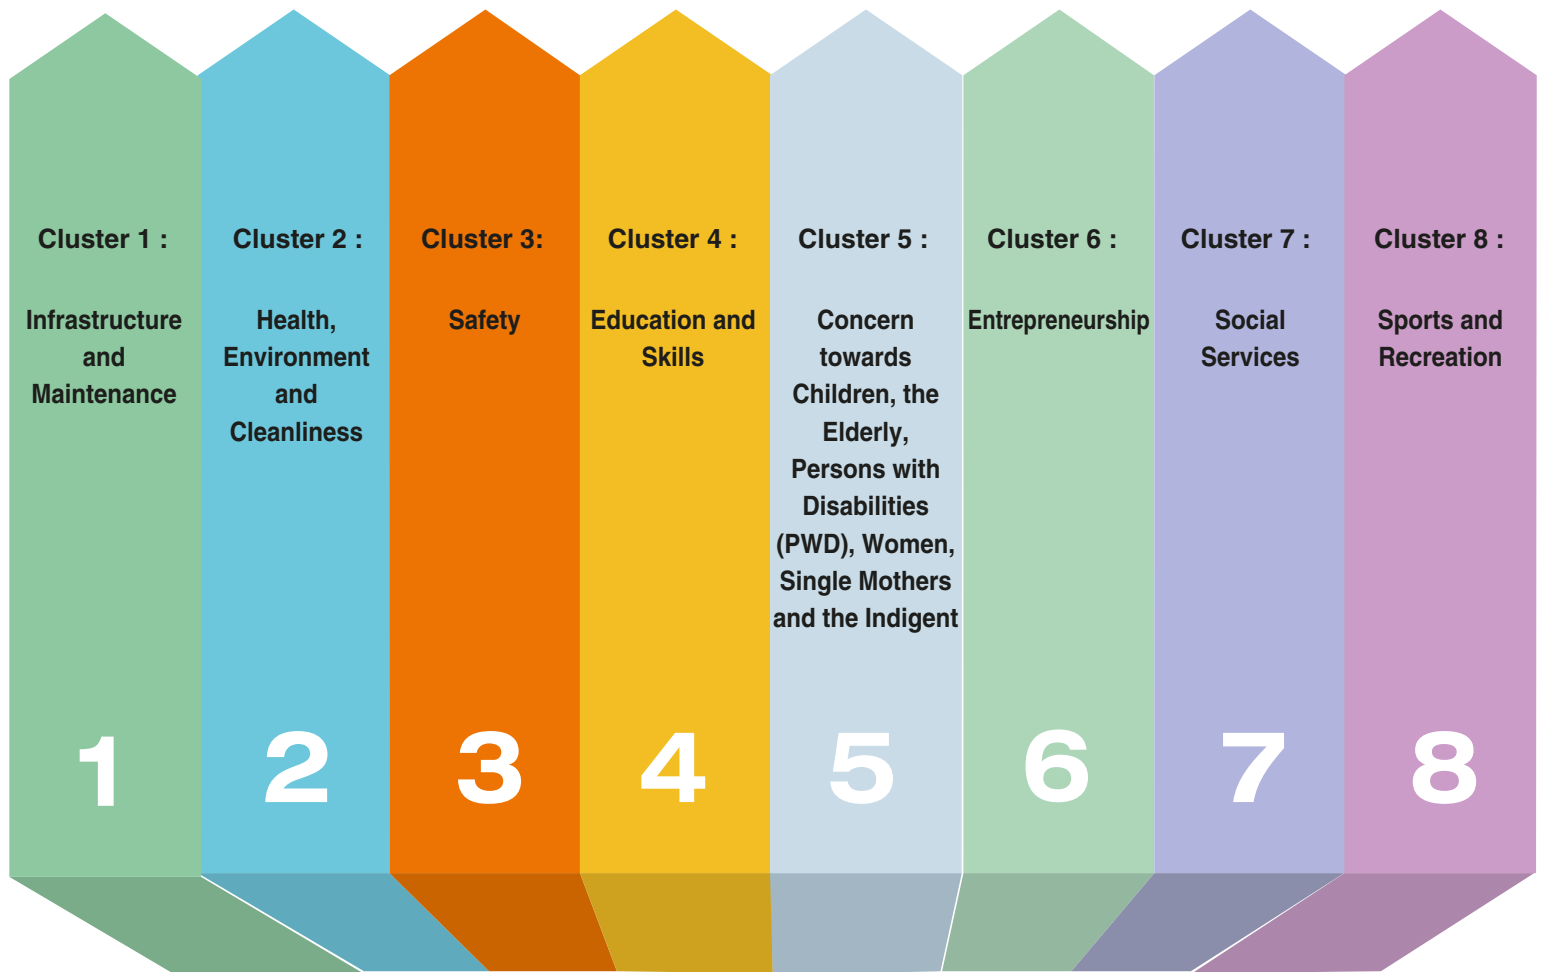 Cluster 1 :
Infrastructure
and
Maintenance
1
Cluster 2 :
Health,
Environment
and
Cleanliness
2
Cluster 3:
Safety
3
Cluster 4 :
Education and
Skills
4
Cluster 5 :
Concern
towards
Children, the
Elderly,
Persons with
Disabilities
(PWD), Women,
Single Mothers
and the Indigent
5
Cluster 6 :
Entrepreneurship
6
Cluster 7 :
Social
Services
7
Cluster 8 :
Sports and
Recreation
8